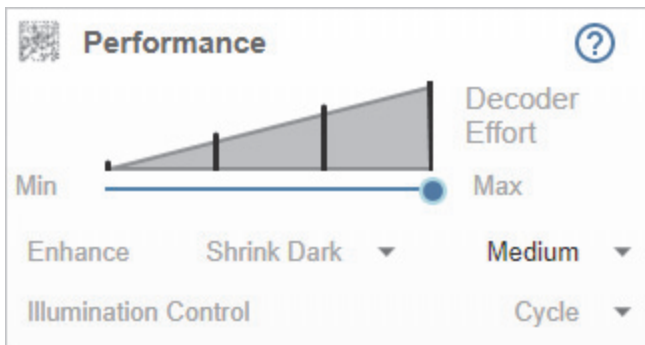 Performance ?
Decoder
Effort
Min Max
Enhance Shrink Dark Medium
Illumination Control Cycle